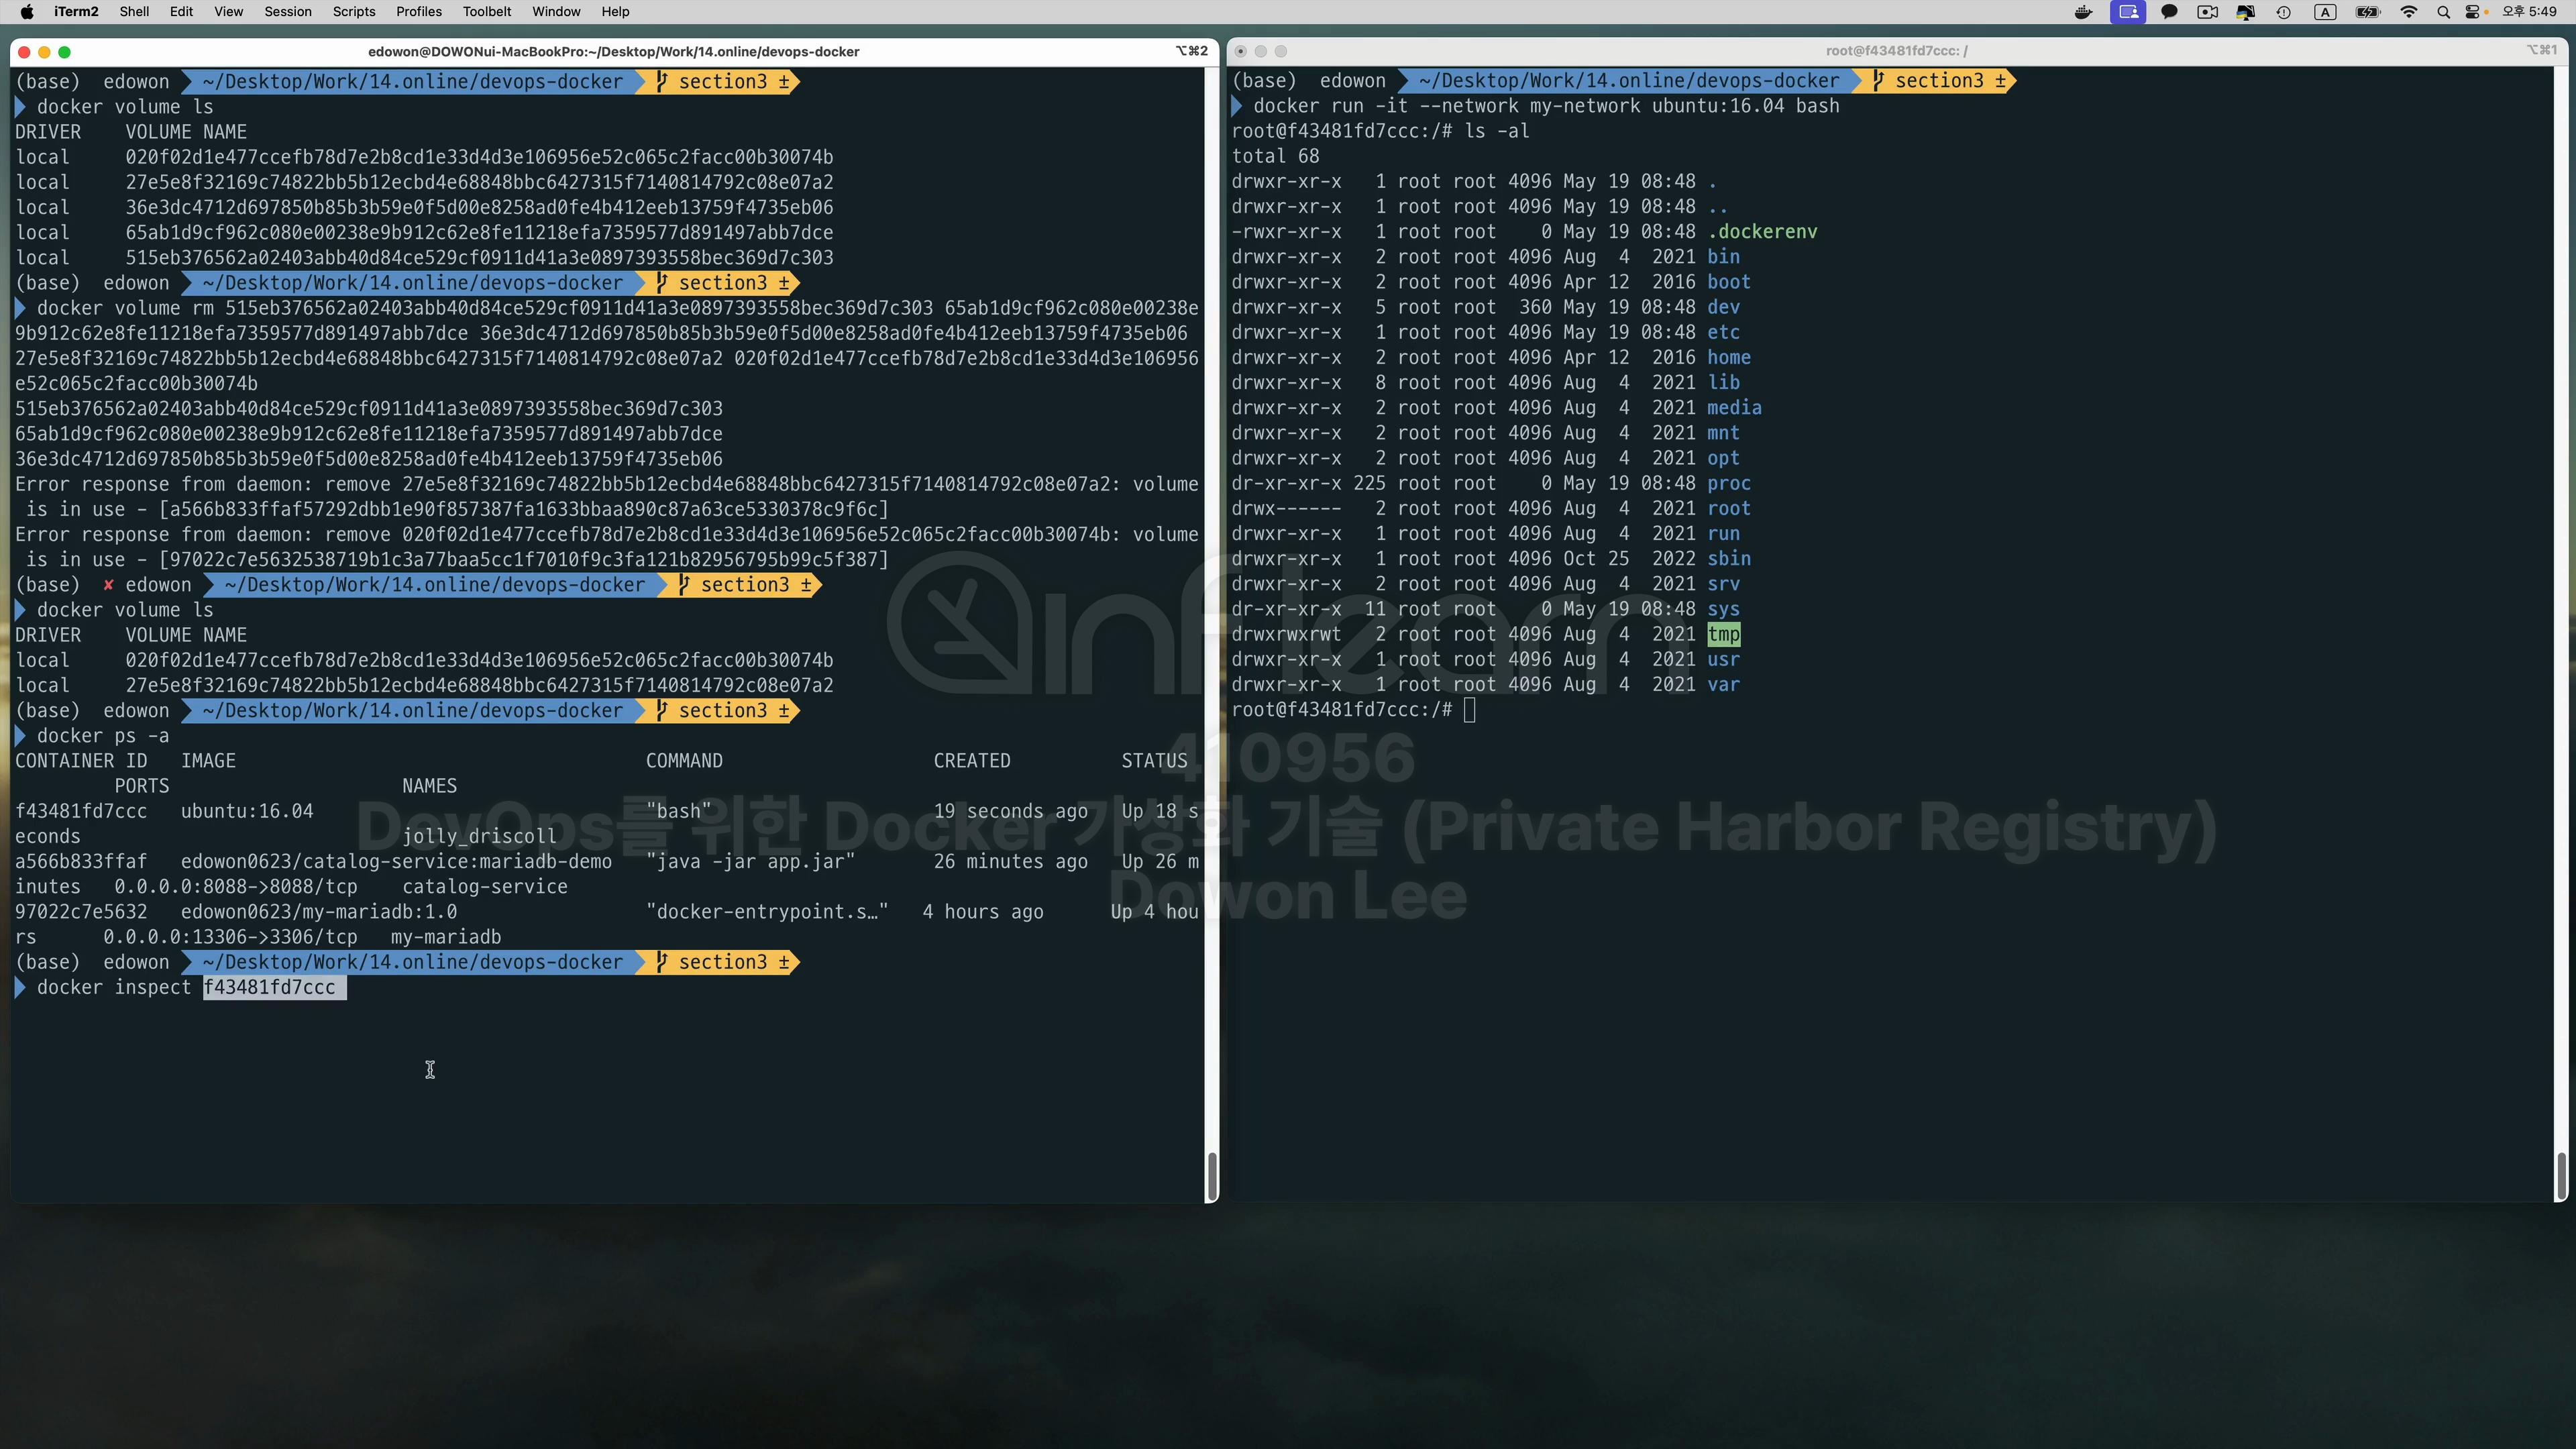 iTerm2 Shell Edit View Session Scripts Profiles Toolbelt Window Help
A 오후 5:49
edowon@DOWONui-MacBookPro:~/Desktop/Work/14.online/devops-docker ⌥⌘2
(base) edowon ~/Desktop/Work/14.online/devops-docker section3 ±
docker volume ls
DRIVER VOLUME NAME
local 020f02d1e477ccefb78d7e2b8cd1e33d4d3e106956e52c065c2facc00b30074b
local 27e5e8f32169c74822bb5b12ecbd4e68848bbc6427315f7140814792c08e07a2
local 36e3dc4712d697850b85b3b59e0f5d00e8258ad0fe4b412eeb13759f4735eb06
local 65ab1d9cf962c080e00238e9b912c62e8fe11218efa7359577d891497abb7dce
local 515eb376562a02403abb40d84ce529cf0911d41a3e0897393558bec369d7c303
(base) edowon ~/Desktop/Work/14.online/devops-docker section3 ±
docker volume rm 515eb376562a02403abb40d84ce529cf0911d41a3e0897393558bec369d7c303 65ab1d9cf962c080e00238e
9b912c62e8fe11218efa7359577d891497abb7dce 36e3dc4712d697850b85b3b59e0f5d00e8258ad0fe4b412eeb13759f4735eb06
27e5e8f32169c74822bb5b12ecbd4e68848bbc6427315f7140814792c08e07a2 020f02d1e477ccefb78d7e2b8cd1e33d4d3e106956
e52c065c2facc00b30074b
515eb376562a02403abb40d84ce529cf0911d41a3e0897393558bec369d7c303
65ab1d9cf962c080e00238e9b912c62e8fe11218efa7359577d891497abb7dce
36e3dc4712d697850b85b3b59e0f5d00e8258ad0fe4b412eeb13759f4735eb06
Error response from daemon: remove 27e5e8f32169c74822bb5b12ecbd4e68848bbc6427315f7140814792c08e07a2: volume
is in use - [a566b833ffaf57292dbb1e90f857387fa1633bbaa890c87a63ce5330378c9f6c]
Error response from daemon: remove 020f02d1e477ccefb78d7e2b8cd1e33d4d3e106956e52c065c2facc00b30074b: volume
is in use - [97022c7e5632538719b1c3a77baa5cc1f7010f9c3fa121b82956795b99c5f387]
(base) ✘ edowon ~/Desktop/Work/14.online/devops-docker section3 ±
docker volume ls
DRIVER VOLUME NAME
local 020f02d1e477ccefb78d7e2b8cd1e33d4d3e106956e52c065c2facc00b30074b
local 27e5e8f32169c74822bb5b12ecbd4e68848bbc6427315f7140814792c08e07a2
(base) edowon ~/Desktop/Work/14.online/devops-docker section3 ±
docker ps -a
CONTAINER ID IMAGE COMMAND CREATED STATUS
PORTS NAMES
f43481fd7ccc ubuntu:16.04 "bash" 19 seconds ago Up 18 s
econds jolly_driscoll
a566b833ffaf edowon0623/catalog-service:mariadb-demo "java -jar app.jar" 26 minutes ago Up 26 m
inutes 0.0.0.0:8088->8088/tcp catalog-service
97022c7e5632 edowon0623/my-mariadb:1.0 "docker-entrypoint.s…" 4 hours ago Up 4 hou
rs 0.0.0.0:13306->3306/tcp my-mariadb
(base) edowon ~/Desktop/Work/14.online/devops-docker section3 ±
docker inspect f43481fd7ccc
root@f43481fd7ccc: / ⌥⌘1
(base) edowon ~/Desktop/Work/14.online/devops-docker section3 ±
docker run -it --network my-network ubuntu:16.04 bash
root@f43481fd7ccc:/# ls -al
total 68
drwxr-xr-x 1 root root 4096 May 19 08:48 .
drwxr-xr-x 1 root root 4096 May 19 08:48 ..
-rwxr-xr-x 1 root root 0 May 19 08:48 .dockerenv
drwxr-xr-x 2 root root 4096 Aug 4 2021 bin
drwxr-xr-x 2 root root 4096 Apr 12 2016 boot
drwxr-xr-x 5 root root 360 May 19 08:48 dev
drwxr-xr-x 1 root root 4096 May 19 08:48 etc
drwxr-xr-x 2 root root 4096 Apr 12 2016 home
drwxr-xr-x 8 root root 4096 Aug 4 2021 lib
drwxr-xr-x 2 root root 4096 Aug 4 2021 media
drwxr-xr-x 2 root root 4096 Aug 4 2021 mnt
drwxr-xr-x 2 root root 4096 Aug 4 2021 opt
dr-xr-xr-x 225 root root 0 May 19 08:48 proc
drwx------ 2 root root 4096 Aug 4 2021 root
drwxr-xr-x 1 root root 4096 Aug 4 2021 run
drwxr-xr-x 1 root root 4096 Oct 25 2022 sbin
drwxr-xr-x 2 root root 4096 Aug 4 2021 srv
dr-xr-xr-x 11 root root 0 May 19 08:48 sys
drwxrwxrwt 2 root root 4096 Aug 4 2021 tmp
drwxr-xr-x 1 root root 4096 Aug 4 2021 usr
drwxr-xr-x 1 root root 4096 Aug 4 2021 var
root@f43481fd7ccc:/#
inflearn
410956
DevOps를 위한 Docker 가상화 기술 (Private Harbor Registry)
Dowon Lee